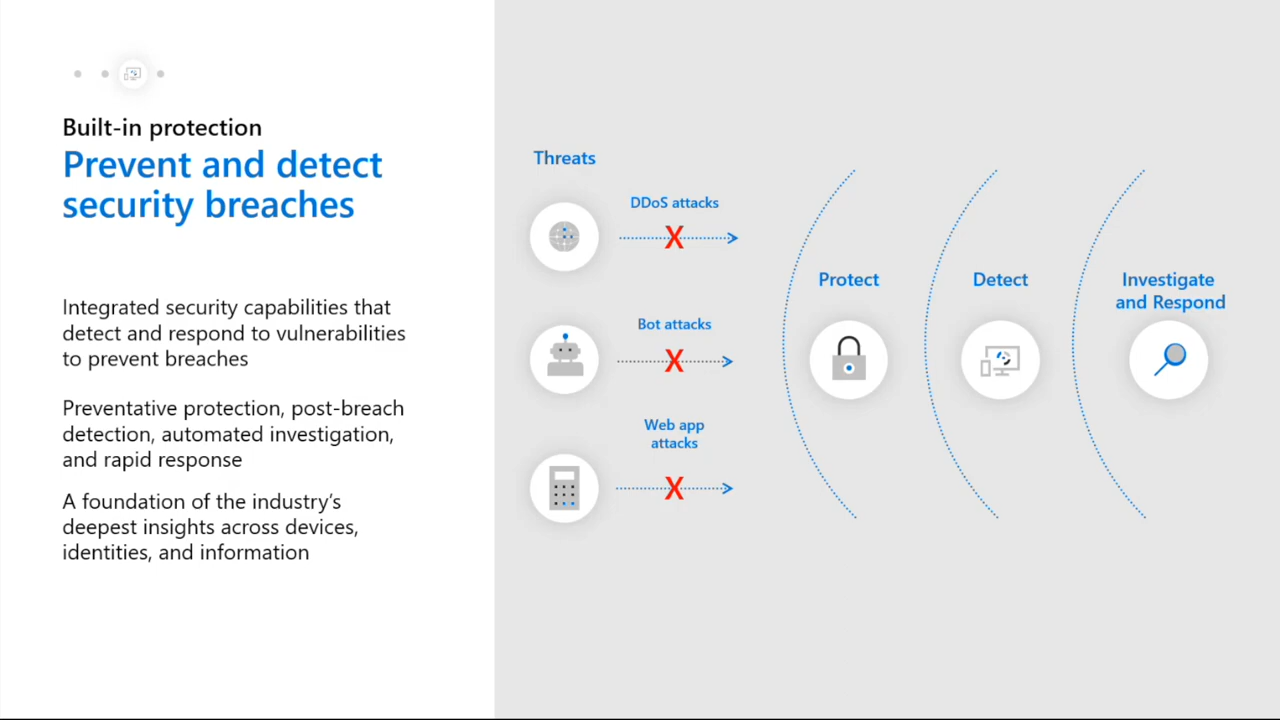 Built-in protection
Prevent and detect
security breaches
Integrated security capabilities that
detect and respond to vulnerabilities
to prevent breaches
Preventative protection, post-breach
detection, automated investigation,
and rapid response
A foundation of the industry’s
deepest insights across devices,
identities, and information
Threats
DDoS attacks
X
Bot attacks
X
Web app
attacks
X
Protect
Detect
Investigate
and Respond